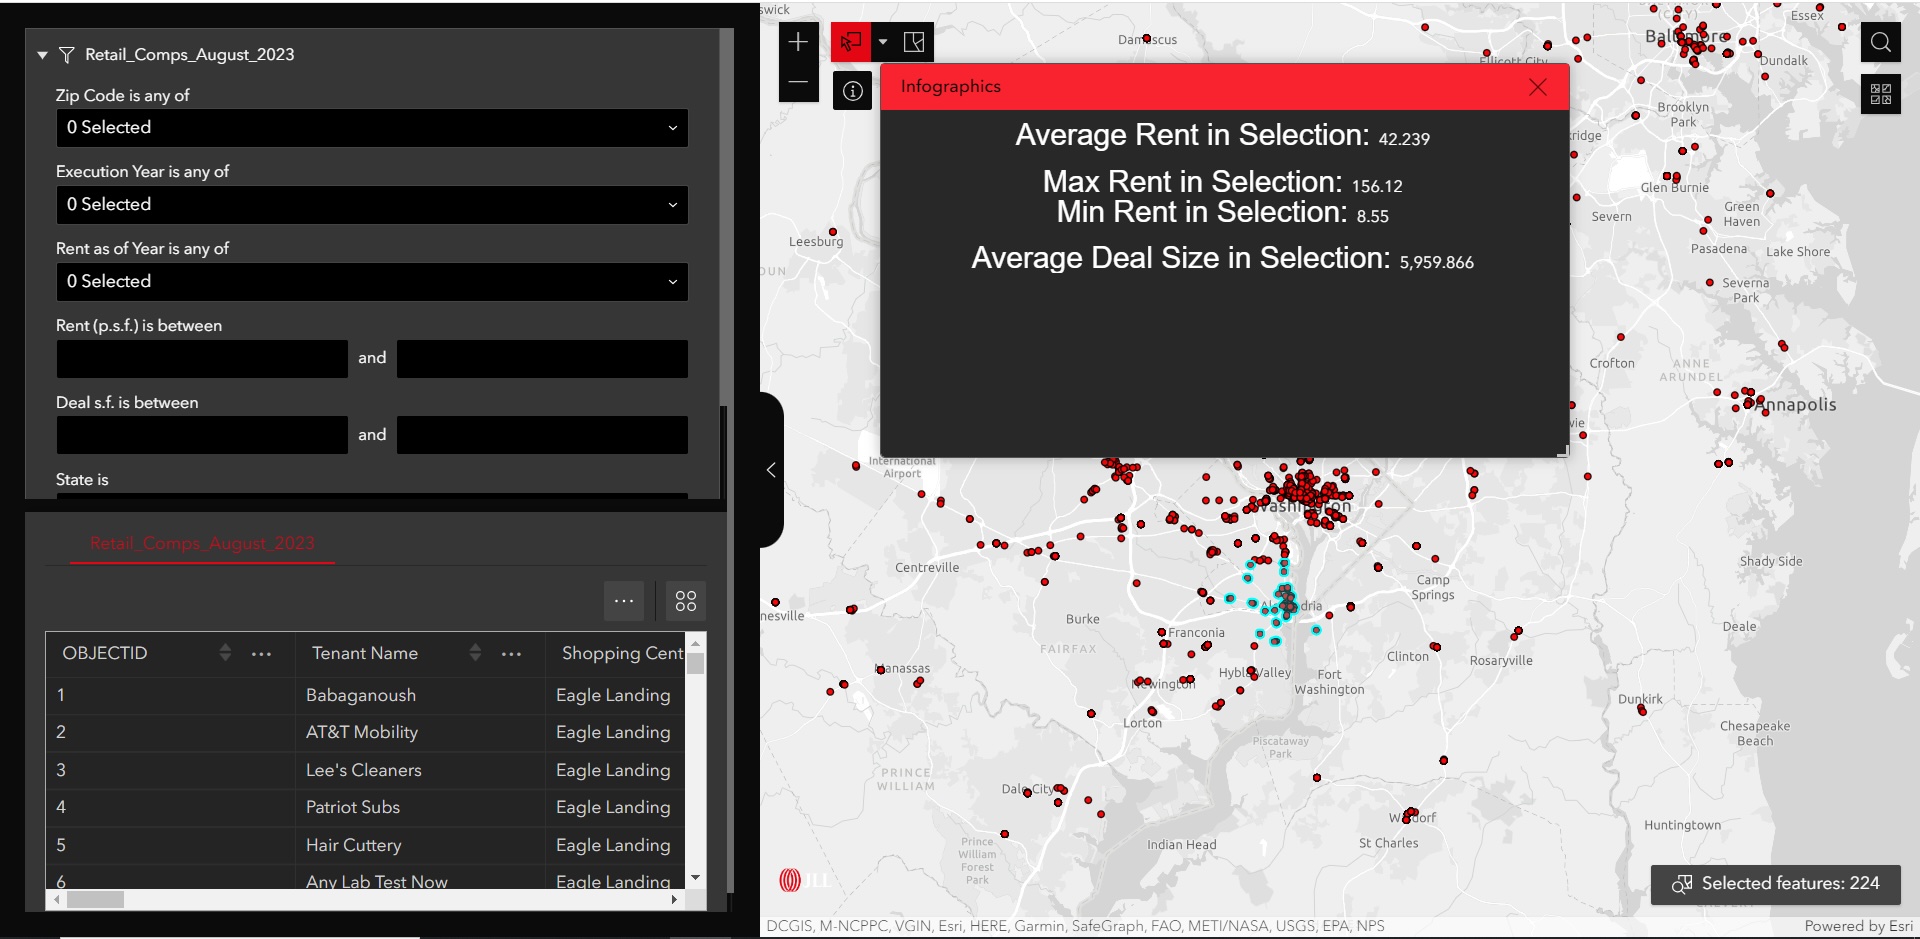 Retail_Comps_August_2023
Zip Code is any of
0 Selected
Execution Year is any of
0 Selected
Rent as of Year is any of
0 Selected
Rent (p.s.f.) is between
and
Deal s.f. is between
and
State is
Retail_Comps_August_2023
OBJECTID
Tenant Name
Shopping Cent
1 Babaganoush Eagle Landing
2 AT&T Mobility Eagle Landing
3 Lee's Cleaners Eagle Landing
4 Patriot Subs Eagle Landing
5 Hair Cuttery Eagle Landing
6 Any Lab Test Now Eagle Landing
Infographics
Average Rent in Selection: 42.239
Max Rent in Selection: 156.12
Min Rent in Selection: 8.55
Average Deal Size in Selection: 5,959.866
swick
Damascus
Ellicott City
Baltimore
Essex
Dundalk
Brooklyn
Park
ridge
Glen Burnie
Severn
Green
Haven
Pasadena
Lake Shore
Leesburg
OUN
Severna
Park
Crofton
ANNE
ARUNDEL
Annapolis
wie
International
Airport
Washington
Centreville
Camp
Springs
Shady Side
nesville
Burke
Franconia
FAIRFAX
Deale
Manassas
Newington
Hybla Valley
Fort
Washington
Clinton
Rosaryville
Lorton
Dunkirk
Chesapeake
Beach
Piscataway
Park
PRINCE
WILLIAM
Dale City
Waldorf
St Charles
Huntingtown
Indian Head
Prince
William
Forest
Park
JLL
Selected features: 224
DCGIS, M-NCPPC, VGIN, Esri, HERE, Garmin, SafeGraph, FAO, METI/NASA, USGS, EPA, NPS
Powered by Esri